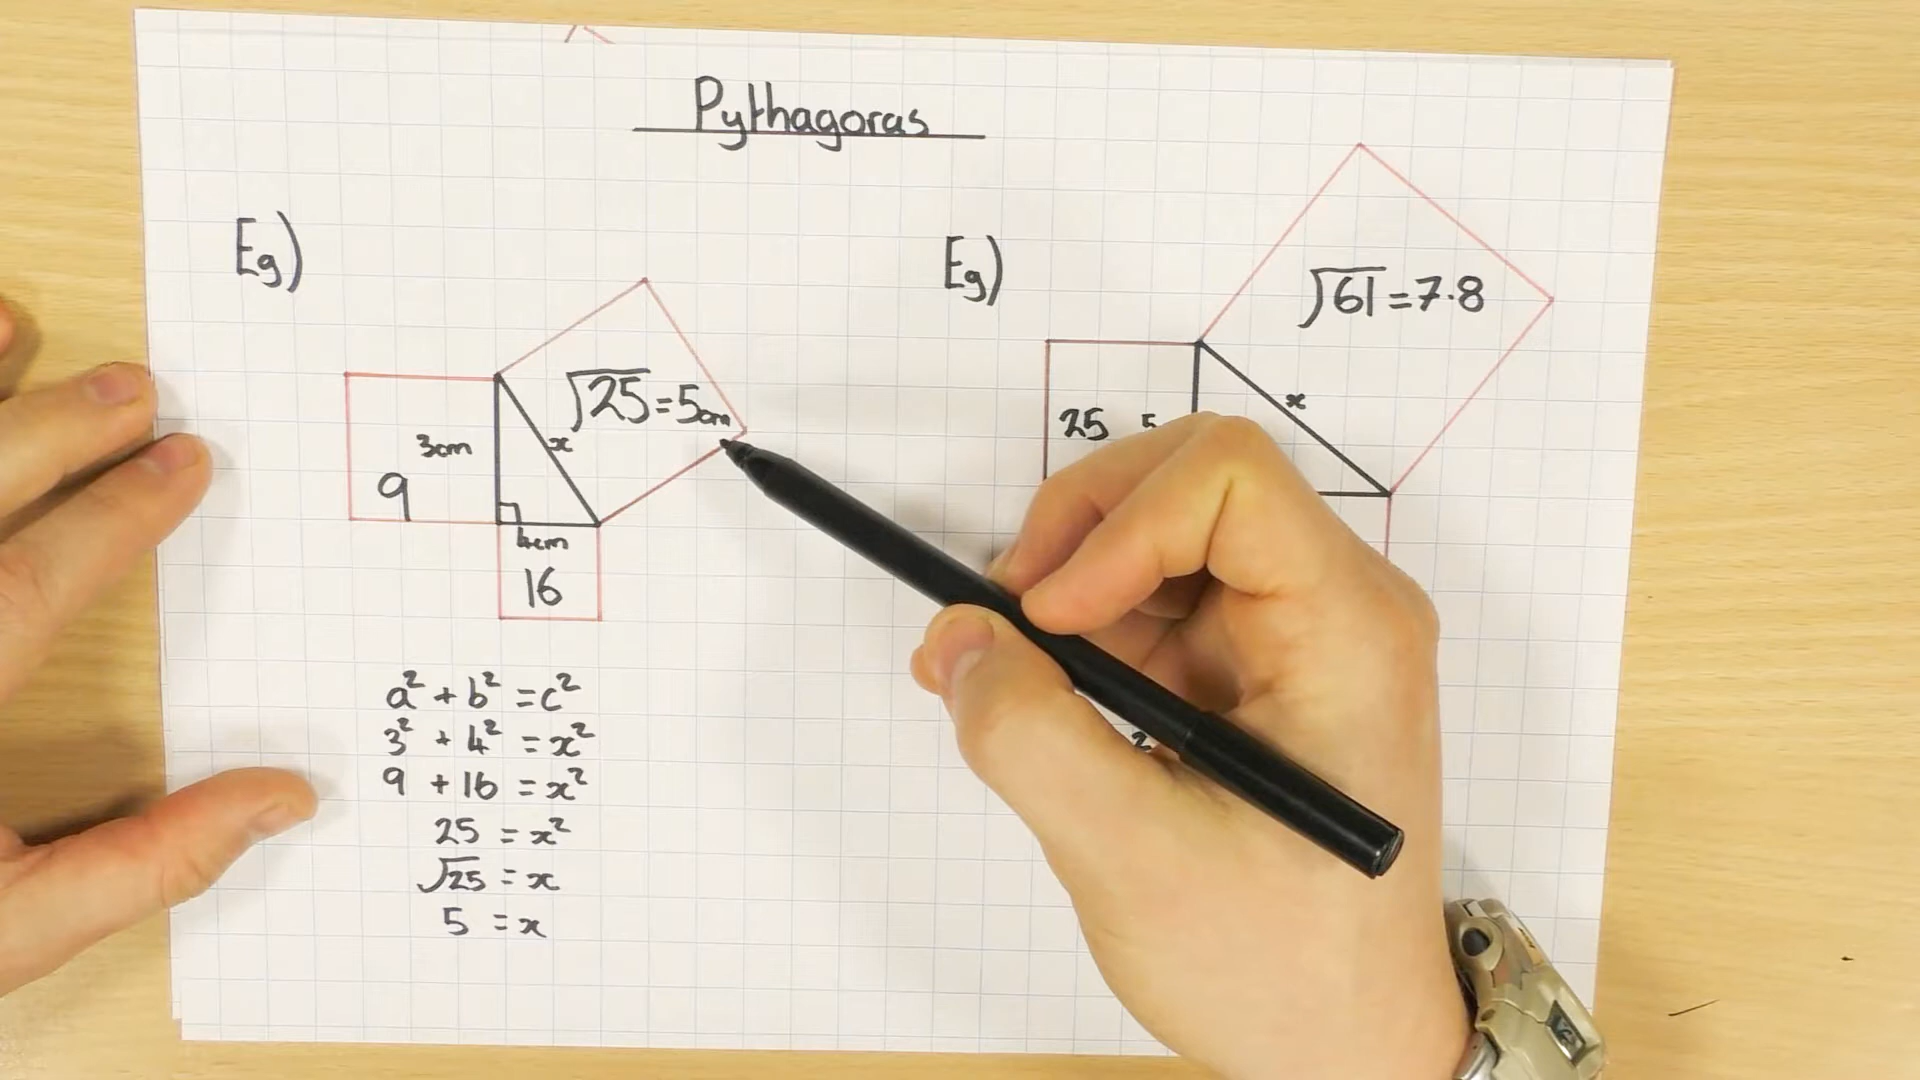 Pythagoras
Eg)
3cm
9
x
√25=5cm
4cm
16
a² + b² = c²
3² + 4² = x²
9 + 16 = x²
25 = x²
√25 = x
5 = x
Eg)
√61=7.8
25
x